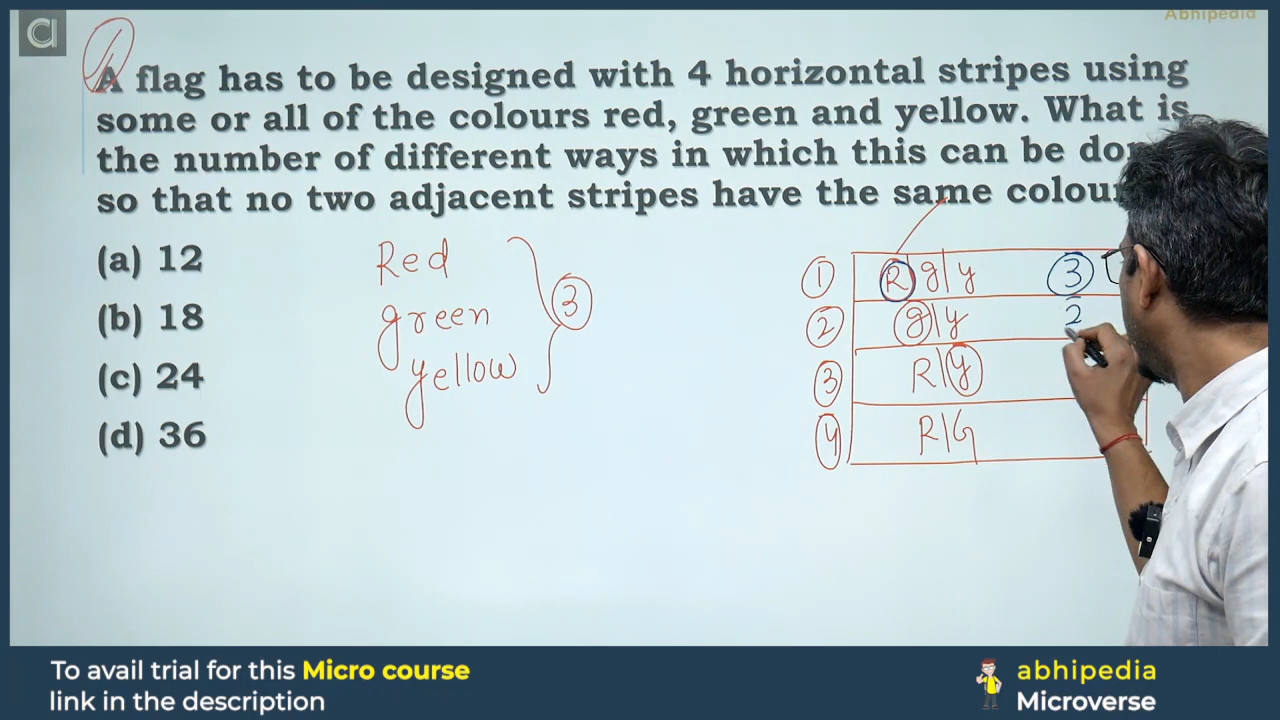 Abhipedia
A flag has to be designed with 4 horizontal stripes using
some or all of the colours red, green and yellow. What is
the number of different ways in which this can be
so that no two adjacent stripes have the same
(a) 12
(b) 18
(c) 24
(d) 36
Red
green
yellow
3
1 R g| y 3
2 g|y 2
3 R|y
4 R|G
To avail trial for this Micro course
link in the description
abhipedia
Microverse